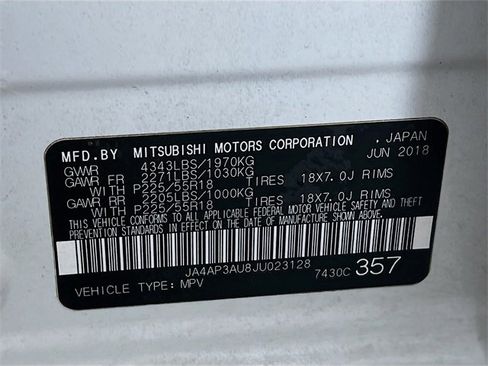 MFD.BY MITSUBISHI MOTORS CORPORATION , JAPAN
GVWR 4343LBS/1970KG JUN 2018
GAWR FR 2271LBS/1030KG
WITH P225/55R18 TIRES 18X7.0J RIMS
GAWR RR 2205LBS/1000KG
WITH P225/55R18 TIRES 18X7.0J RIMS
THIS VEHICLE CONFORMS TO ALL APPLICABLE FEDERAL MOTOR VEHICLE SAFETY AND THEFT
PREVENTION STANDARDS IN EFFECT ON THE DATE OF MANUFACTURE SHOWN ABOVE.
JA4AP3AU8JU023128 7430C 357
VEHICLE TYPE: MPV